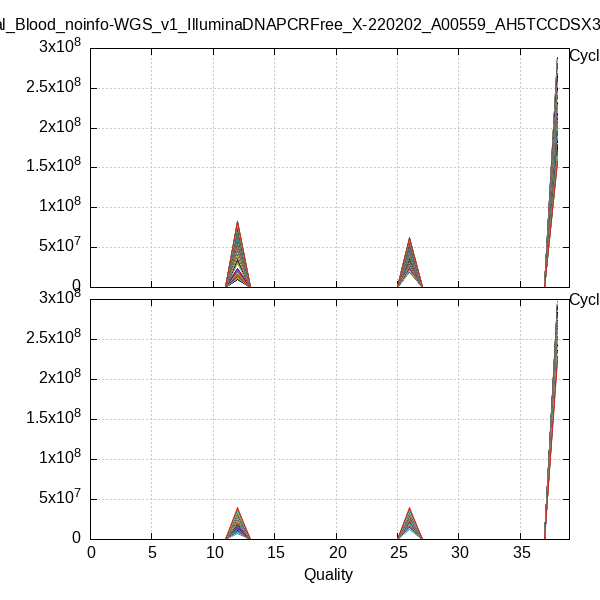 al_Blood_noinfo-WGS_v1_IlluminaDNAPCRFree_X-220202_A00559_AH5TCCDSX3
3x10^8
Cycl
2.5x10^8
2x10^8
1.5x10^8
1x10^8
5x10^7
0
3x10^8
Cycl
2.5x10^8
2x10^8
1.5x10^8
1x10^8
5x10^7
0
0 5 10 15 20 25 30 35
Quality